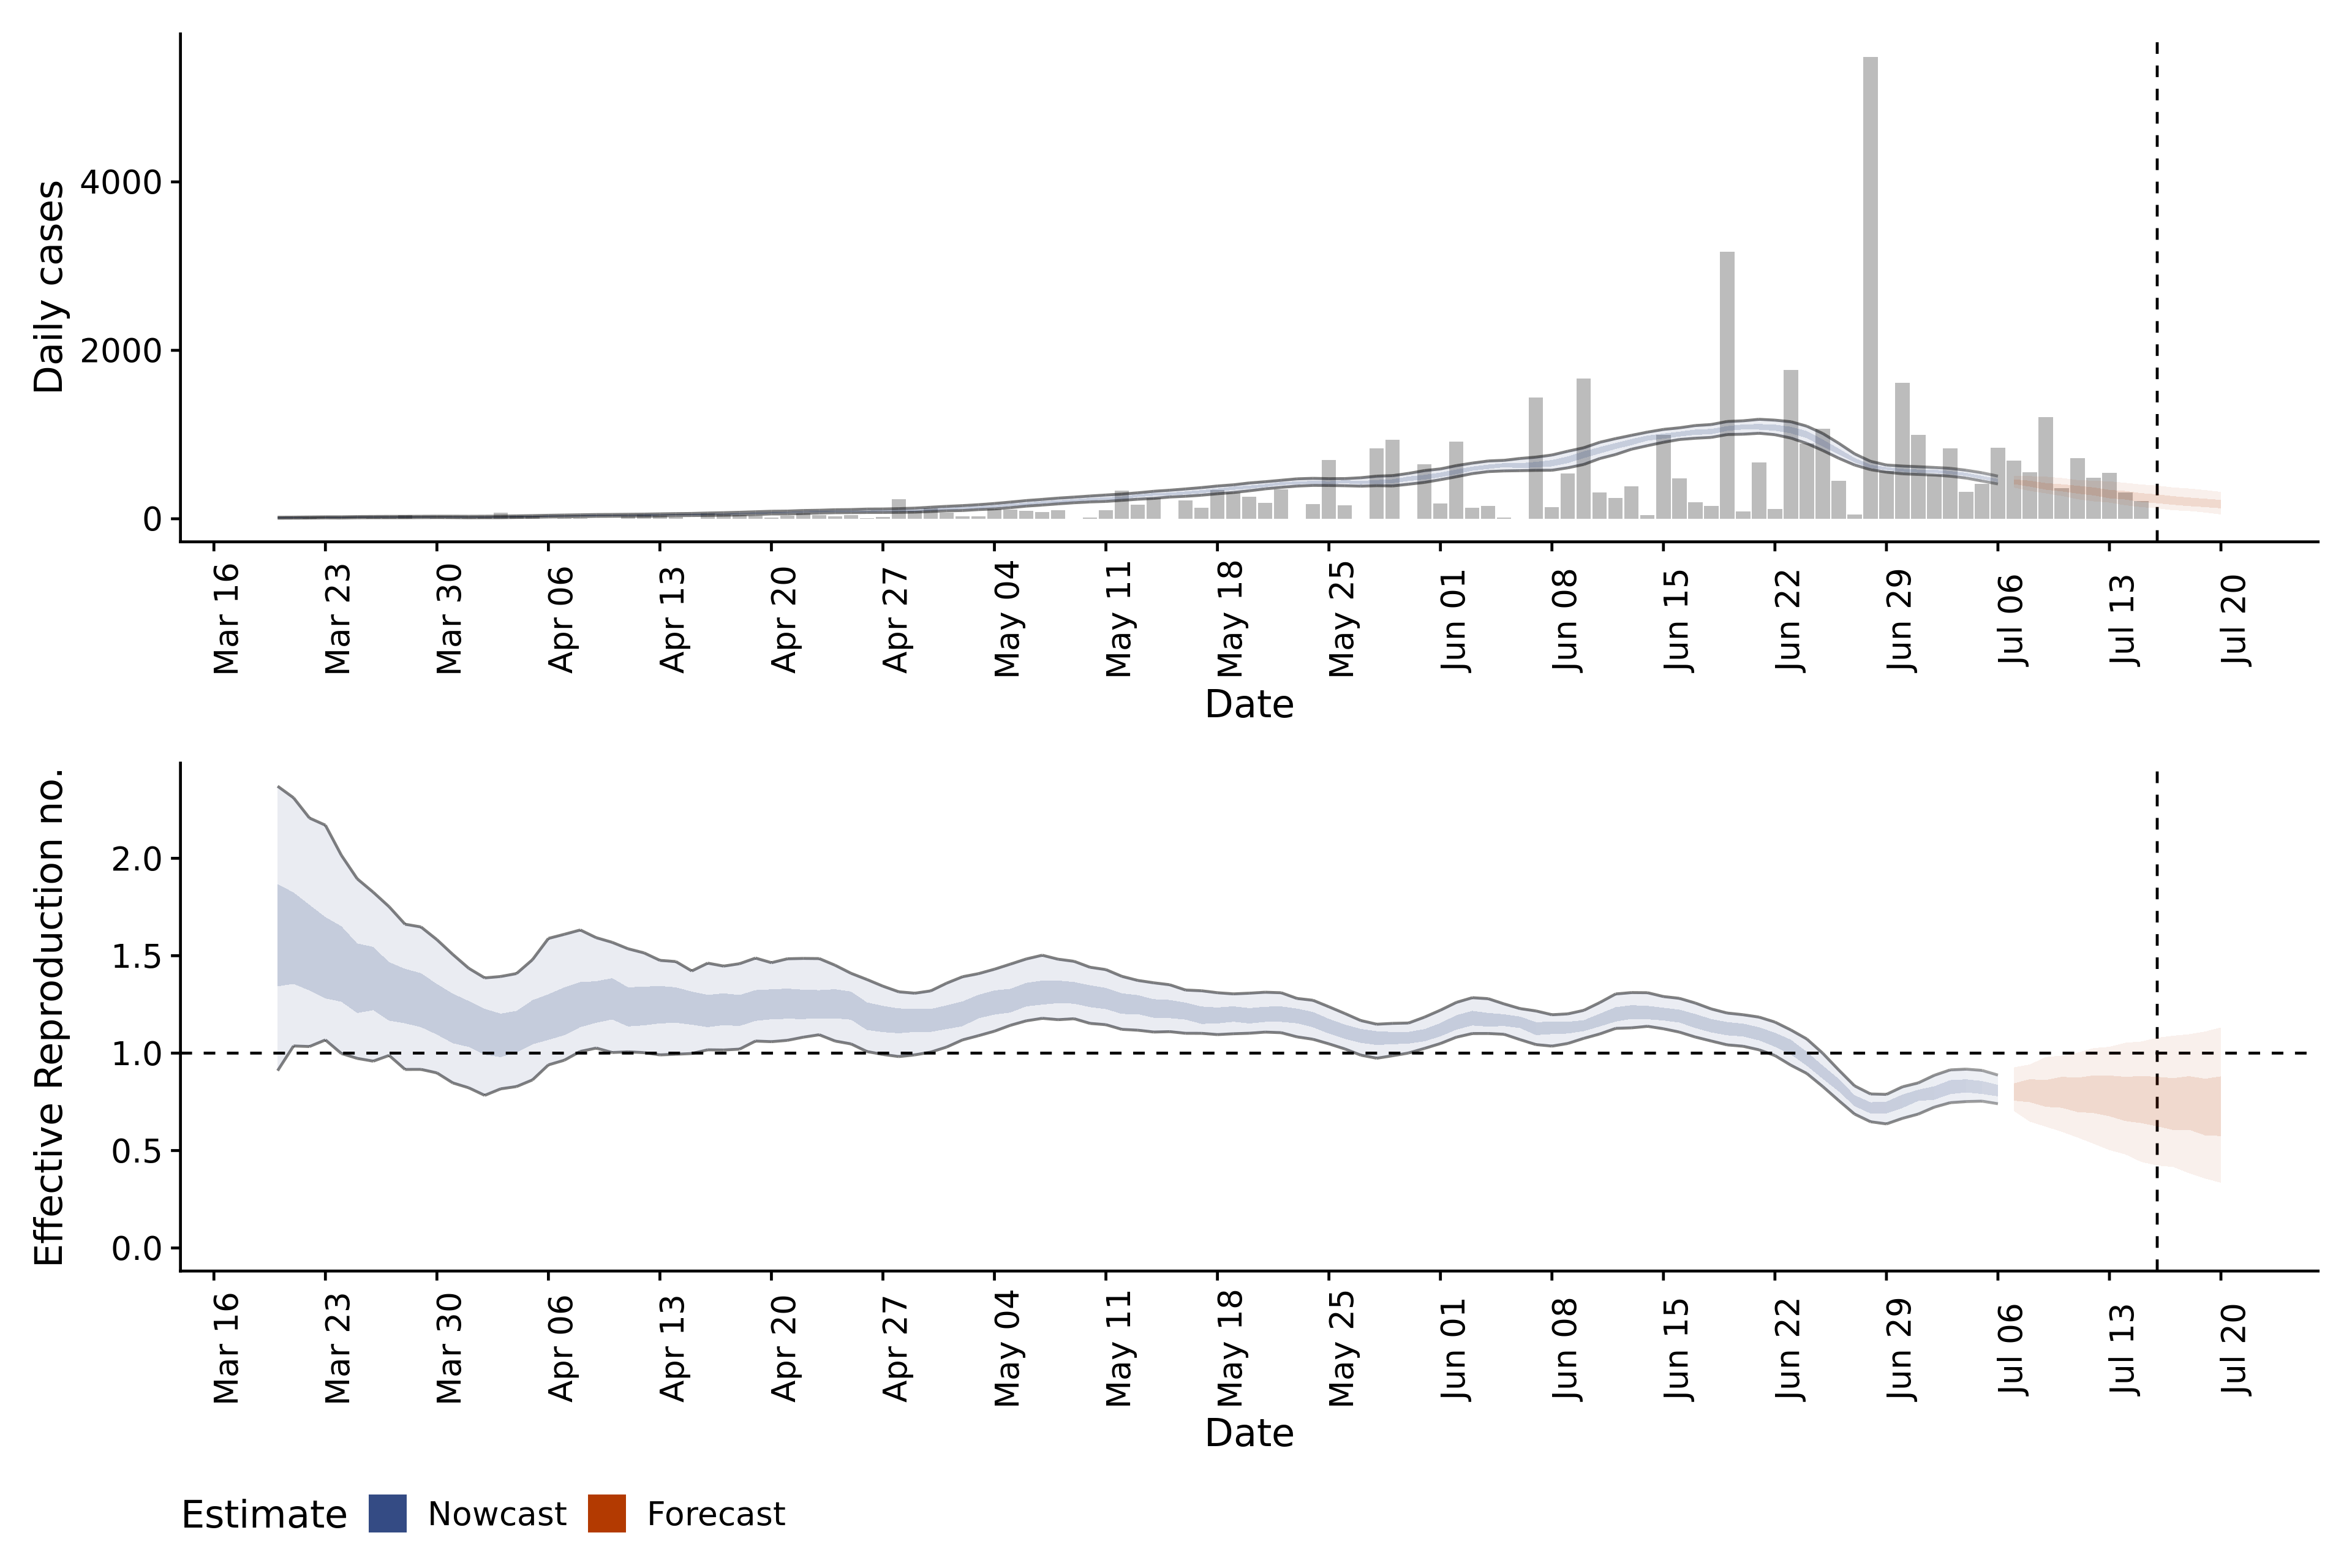 Daily cases
4000
2000
0
Mar 16
Mar 23
Mar 30
Apr 06
Apr 13
Apr 20
Apr 27
May 04
May 11
May 18
May 25
Jun 01
Jun 08
Jun 15
Jun 22
Jun 29
Jul 06
Jul 13
Jul 20
Date
Effective Reproduction no.
2.0
1.5
1.0
0.5
0.0
Mar 16
Mar 23
Mar 30
Apr 06
Apr 13
Apr 20
Apr 27
May 04
May 11
May 18
May 25
Jun 01
Jun 08
Jun 15
Jun 22
Jun 29
Jul 06
Jul 13
Jul 20
Date
Estimate Nowcast Forecast